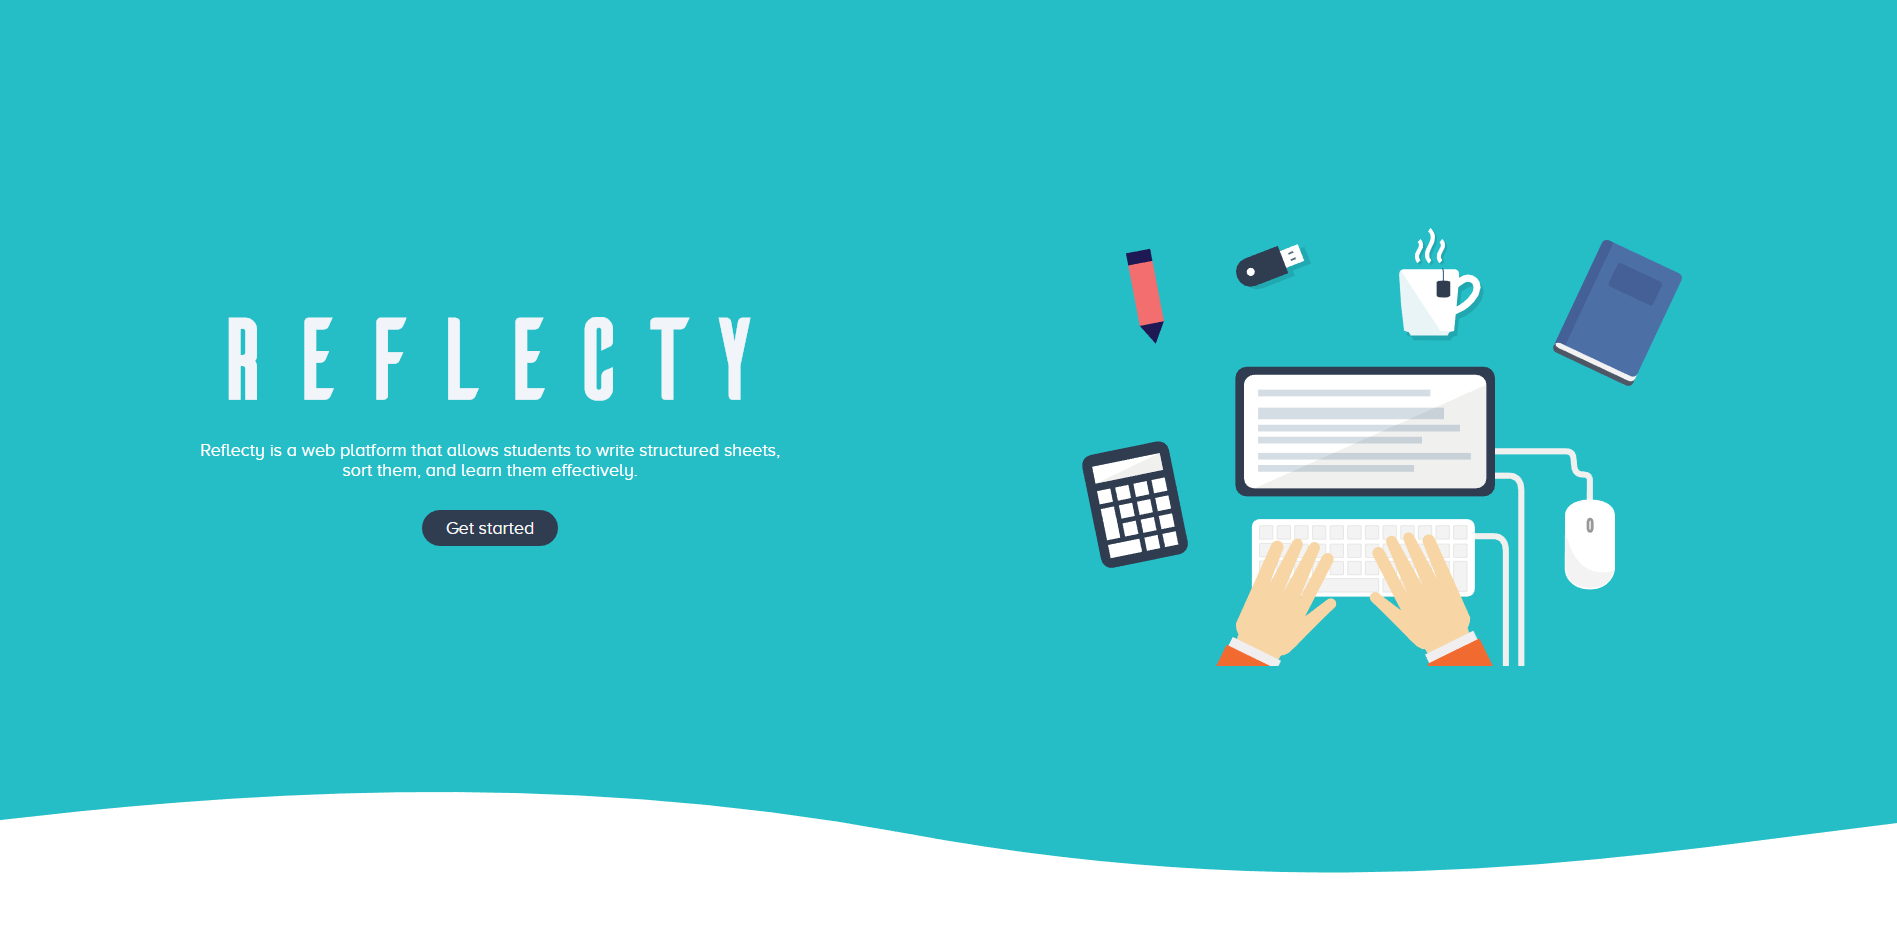 REFLECTY
Reflecty is a web platform that allows students to write structured sheets,
sort them, and learn them effectively.
Get started